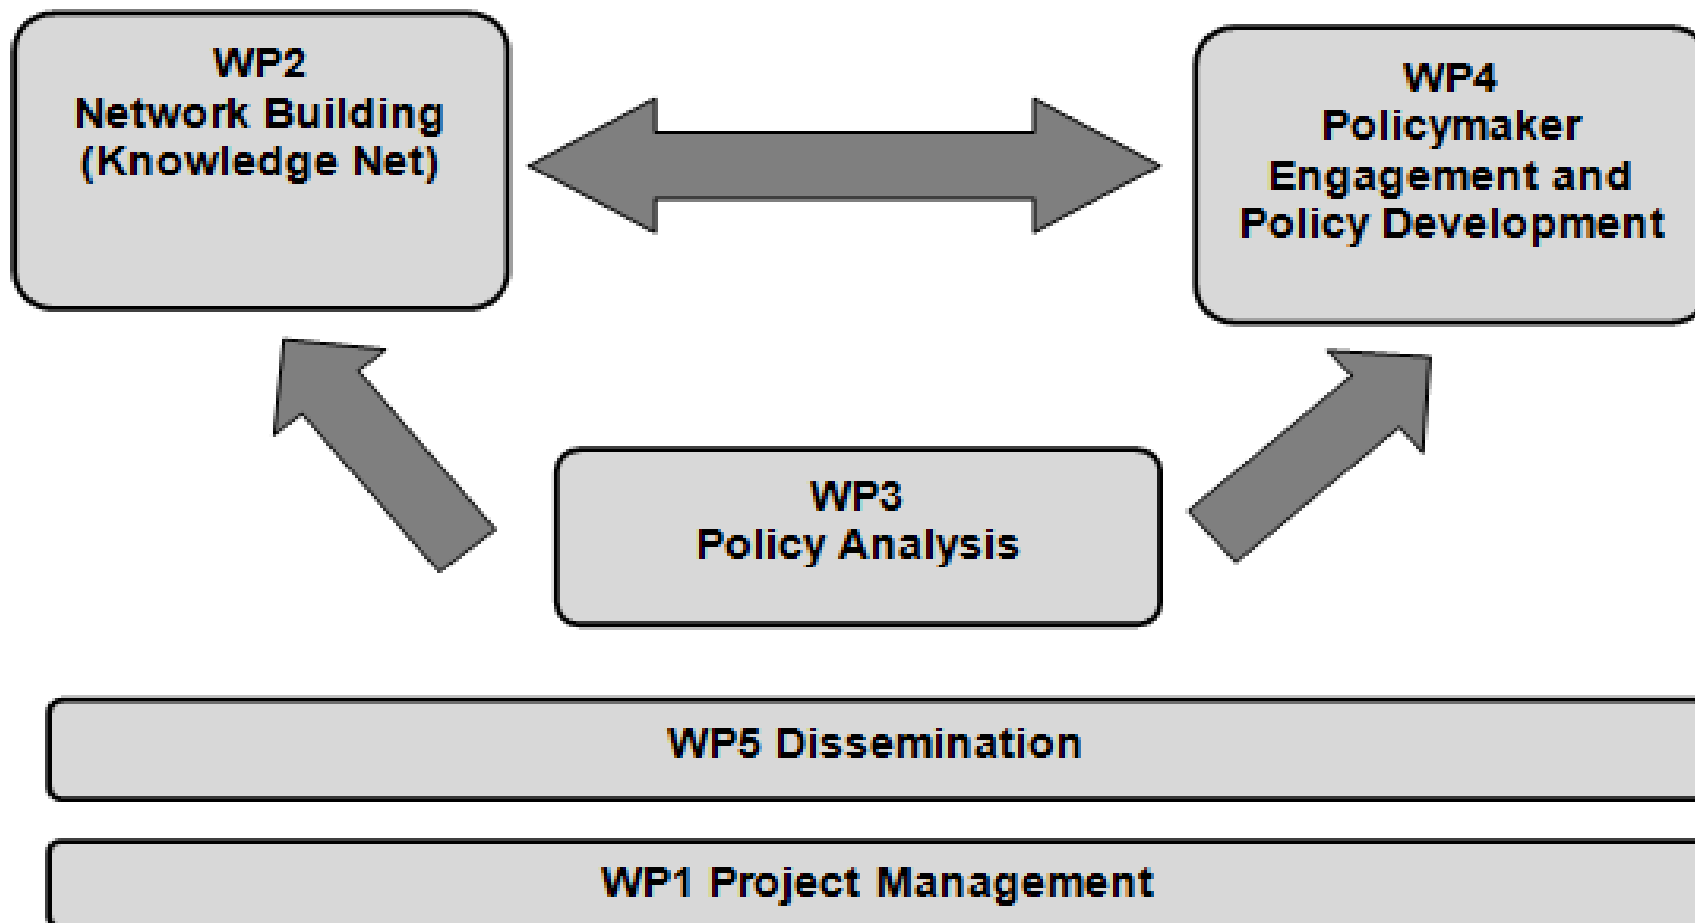 WP2
Network Building
(Knowledge Net)
WP4
Policymaker
Engagement and
Policy Development
WP3
Policy Analysis
WP5 Dissemination
WP1 Project Management